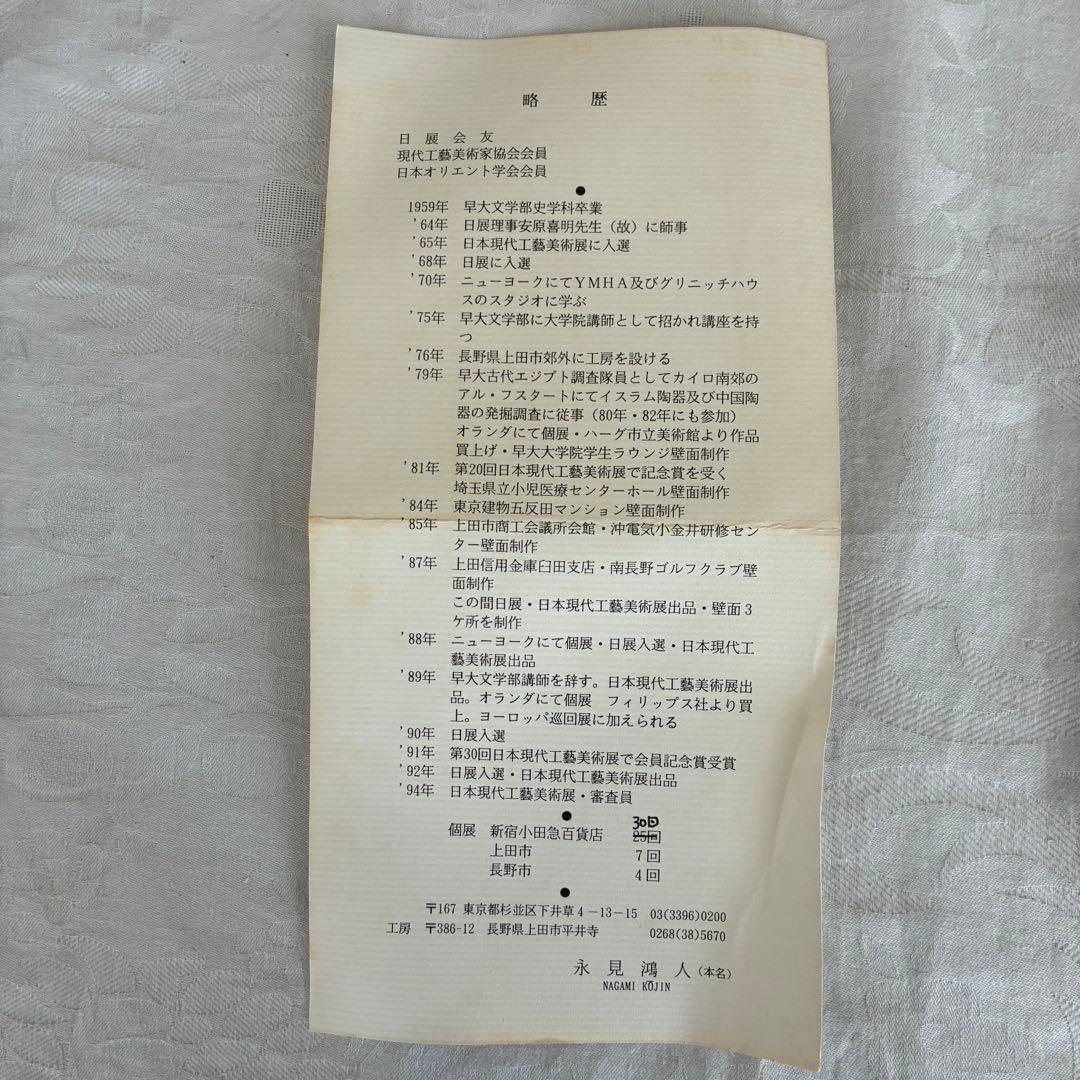 略　歴
日展会友
現代工藝美術家協会会員
日本オリエント学会会員
●
1959年 早大文学部史学科卒業
'64年 日展理事安原喜明先生（故）に師事
'65年 日本現代工藝美術展に入選
'68年 日展に入選
'70年 ニューヨークにてＹＭＨＡ及びグリニッチハウ
スのスタジオに学ぶ
'75年 早大文学部に大学院講師として招かれ講座を持
つ
'76年 長野県上田市郊外に工房を設ける
'79年 早大古代エジプト調査隊員としてカイロ南郊の
アル・フスタートにてイスラム陶器及び中国陶
器の発掘調査に従事（80年・82年にも参加）
オランダにて個展・ハーグ市立美術館より作品
買上げ・早大大学院学生ラウンジ壁面制作
'81年 第20回日本現代工藝美術展で記念賞を受く
埼玉県立小児医療センターホール壁面制作
'84年 東京建物五反田マンション壁面制作
'85年 上田市商工会議所会館・沖電気小金井研修セン
ター壁面制作
'87年 上田信用金庫臼田支店・南長野ゴルフクラブ壁
面制作
この間日展・日本現代工藝美術展出品・壁面３
ケ所を制作
'88年 ニューヨークにて個展・日展入選・日本現代工
藝美術展出品
'89年 早大文学部講師を辞す。日本現代工藝美術展出
品。オランダにて個展　フィリップス社より買
上。ヨーロッパ巡回展に加えられる
'90年 日展入選
'91年 第30回日本現代工藝美術展で会員記念賞受賞
'92年 日展入選・日本現代工藝美術展出品
'94年 日本現代工藝美術展・審査員
●
30回
個展 新宿小田急百貨店 25回
上田市 7回
長野市 4回
●
〒167 東京都杉並区下井草４－13－15 03(3396)0200
工房 〒386-12 長野県上田市平井寺 0268(38)5670
永見鴻人（本名）
NAGAMI KŌJIN